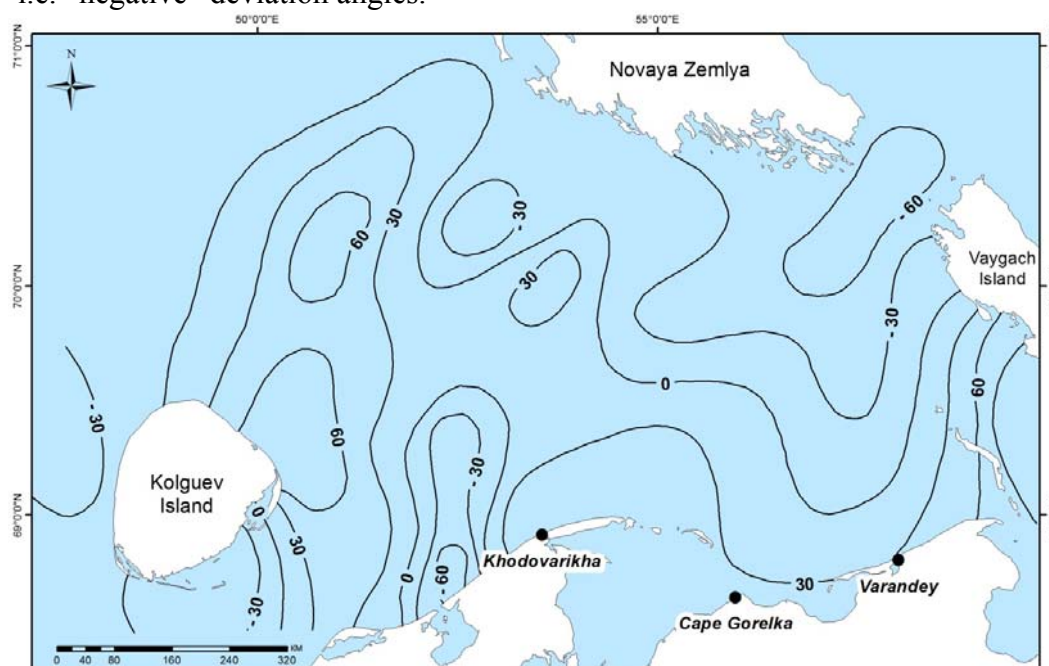 i.e. "negative" deviation angles.
50°0'0"E
55°0'0"E
71°0'0"N
N
Novaya Zemlya
- 60
- 30
60
30
Vaygach
Island
70°0'0"N
30
- 30
0
60
- 30
60
- 30
Kolguev
Island
69°0'0"N
0
30
Khodovarikha
- 30
0
- 60
30
Varandey
Cape Gorelka
0 40 80 160 240 320
KM